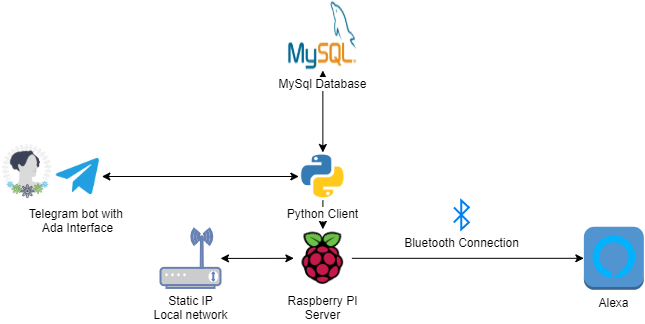 MySQL
MySql Database
Telegram bot with
Ada Interface
Python Client
Bluetooth Connection
Static IP
Local network
Raspberry PI
Server
Alexa